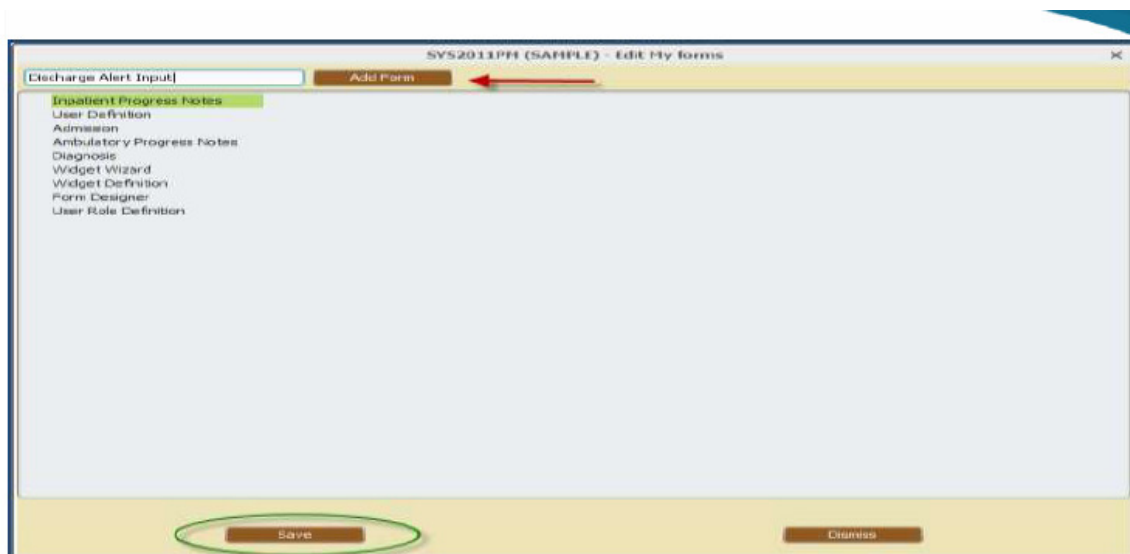 SYS2011PM (SAMPLE) - Edit My forms
Discharge Alert Input Add Form
Inpatient Progress Notes
User Definition
Admission
Ambulatory Progress Notes
Diagnosis
Widget Wizard
Widget Definition
Form Designer
User Role Definition
Save Dismiss